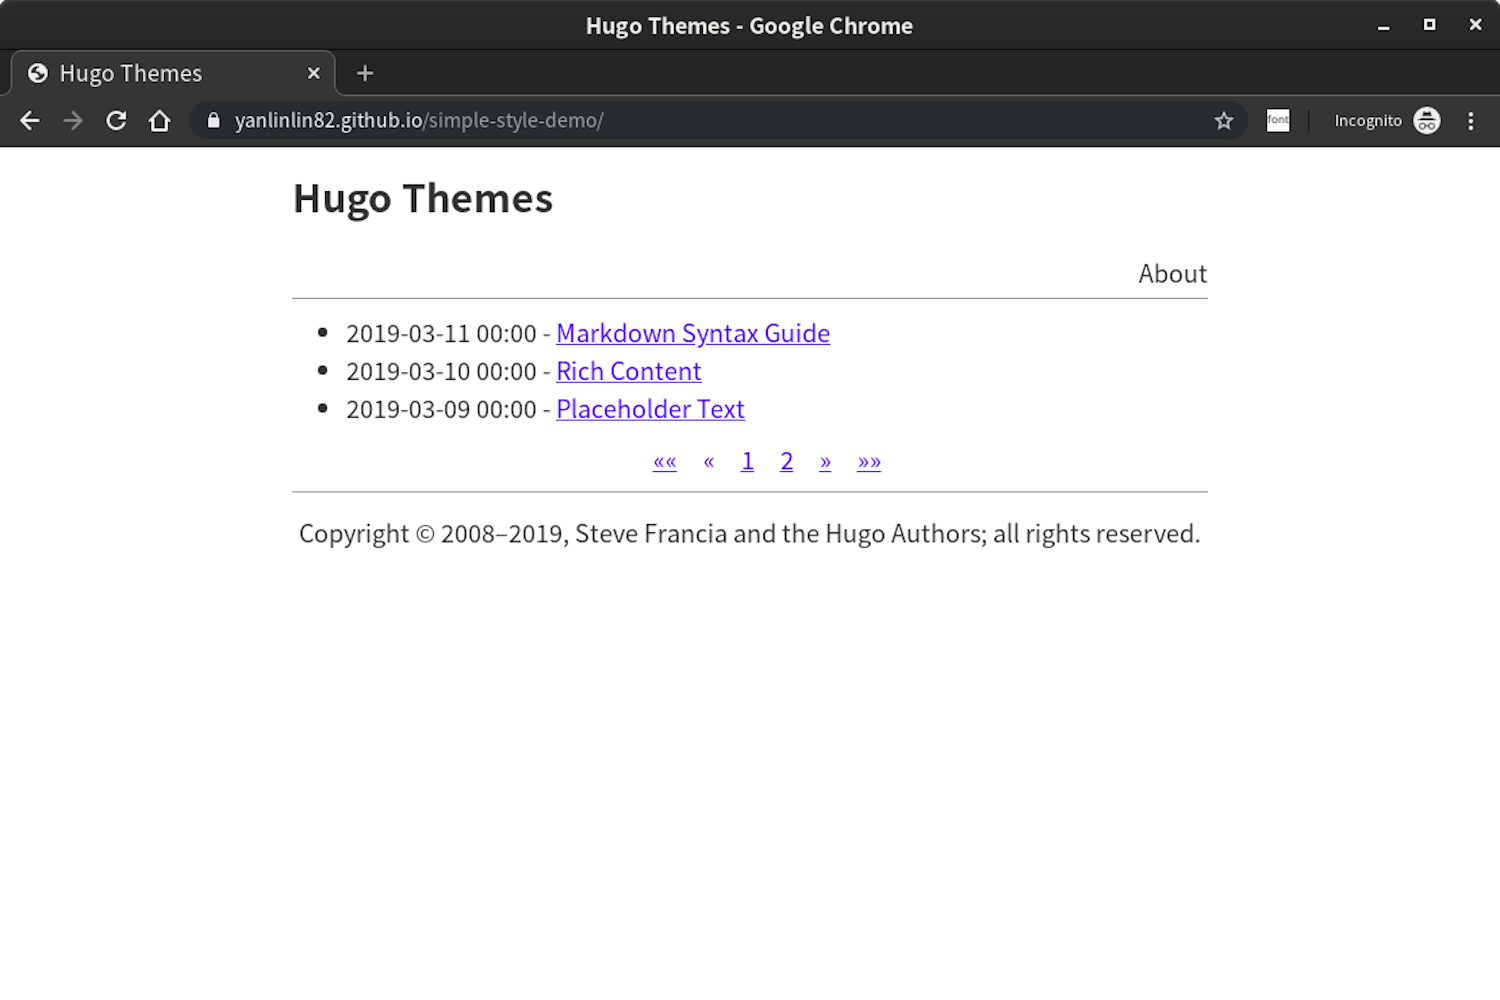 Hugo Themes - Google Chrome
Hugo Themes
yanlinlin82.github.io/simple-style-demo/
font
Incognito
Hugo Themes
About
2019-03-11 00:00 - Markdown Syntax Guide
2019-03-10 00:00 - Rich Content
2019-03-09 00:00 - Placeholder Text
«« « 1 2 » »»
Copyright © 2008–2019, Steve Francia and the Hugo Authors; all rights reserved.